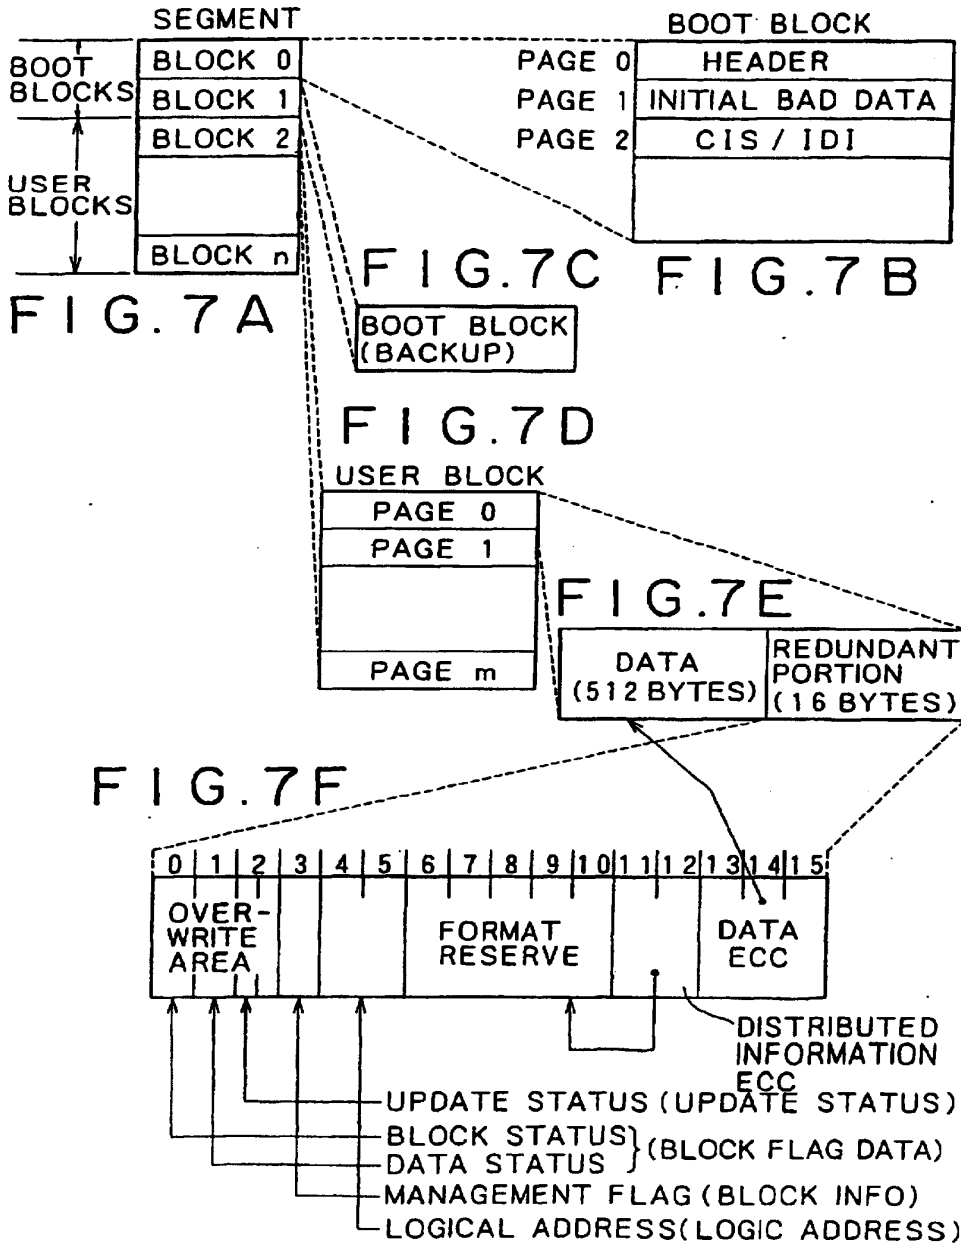 SEGMENT
BOOT BLOCKS
BLOCK 0
BLOCK 1
USER BLOCKS
BLOCK 2
BLOCK n
FIG.7A
BOOT BLOCK
PAGE 0
HEADER
PAGE 1
INITIAL BAD DATA
PAGE 2
CIS / IDI
FIG.7B
FIG.7C
BOOT BLOCK
(BACKUP)
FIG.7D
USER BLOCK
PAGE 0
PAGE 1
PAGE m
FIG.7E
DATA
(512 BYTES)
REDUNDANT
PORTION
(16 BYTES)
FIG.7F
0 1 2 3 4 5 6 7 8 9 10 11 12 13 14 15
OVER-
WRITE
AREA
FORMAT
RESERVE
DATA
ECC
DISTRIBUTED
INFORMATION
ECC
UPDATE STATUS (UPDATE STATUS)
BLOCK STATUS
DATA STATUS
(BLOCK FLAG DATA)
MANAGEMENT FLAG (BLOCK INFO)
LOGICAL ADDRESS (LOGIC ADDRESS)